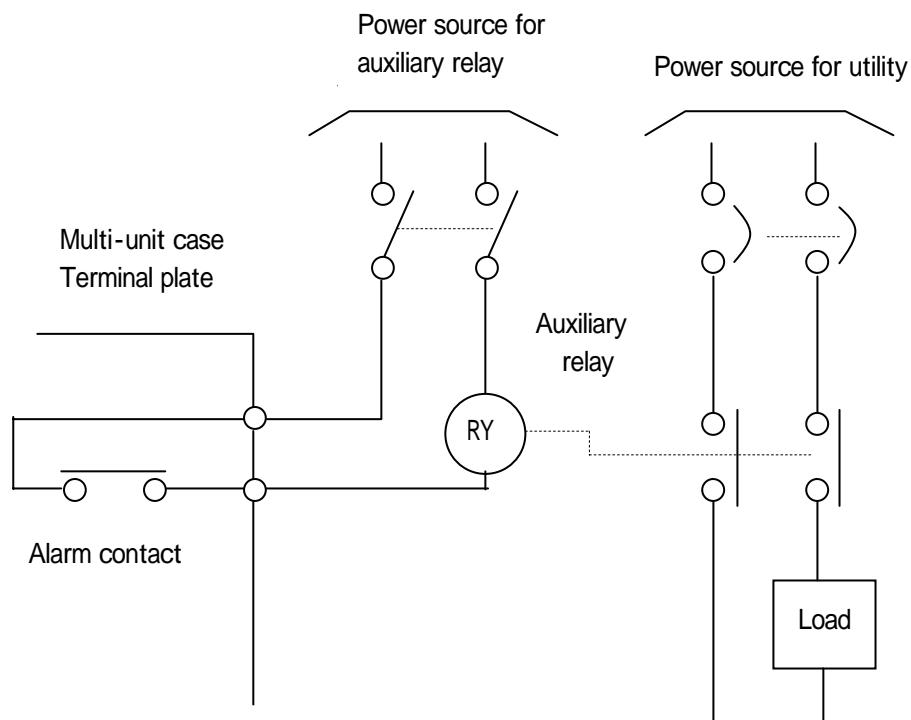 Power source for
auxiliary relay
Power source for utility
Multi-unit case
Terminal plate
Auxiliary
relay
RY
Alarm contact
Load